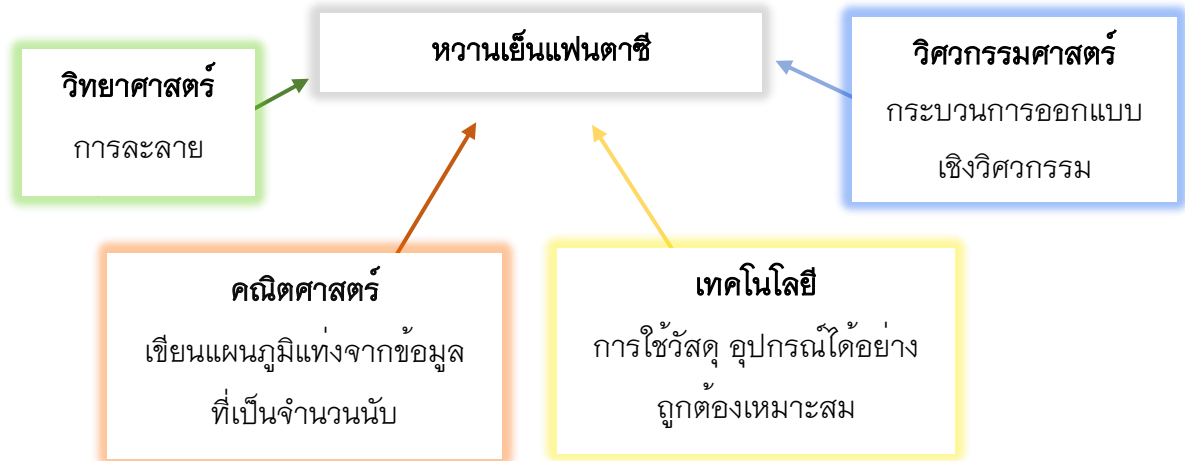 หวานเย็นแฟนตาซี
วิทยาศาสตร์
การละลาย
วิศวกรรมศาสตร์
กระบวนการออกแบบ
เชิงวิศวกรรม
คณิตศาสตร์
เขียนแผนภูมิแท่งจากข้อมูล
ที่เป็นจำนวนนับ
เทคโนโลยี
การใช้วัสดุ อุปกรณ์ได้อย่าง
ถูกต้องเหมาะสม